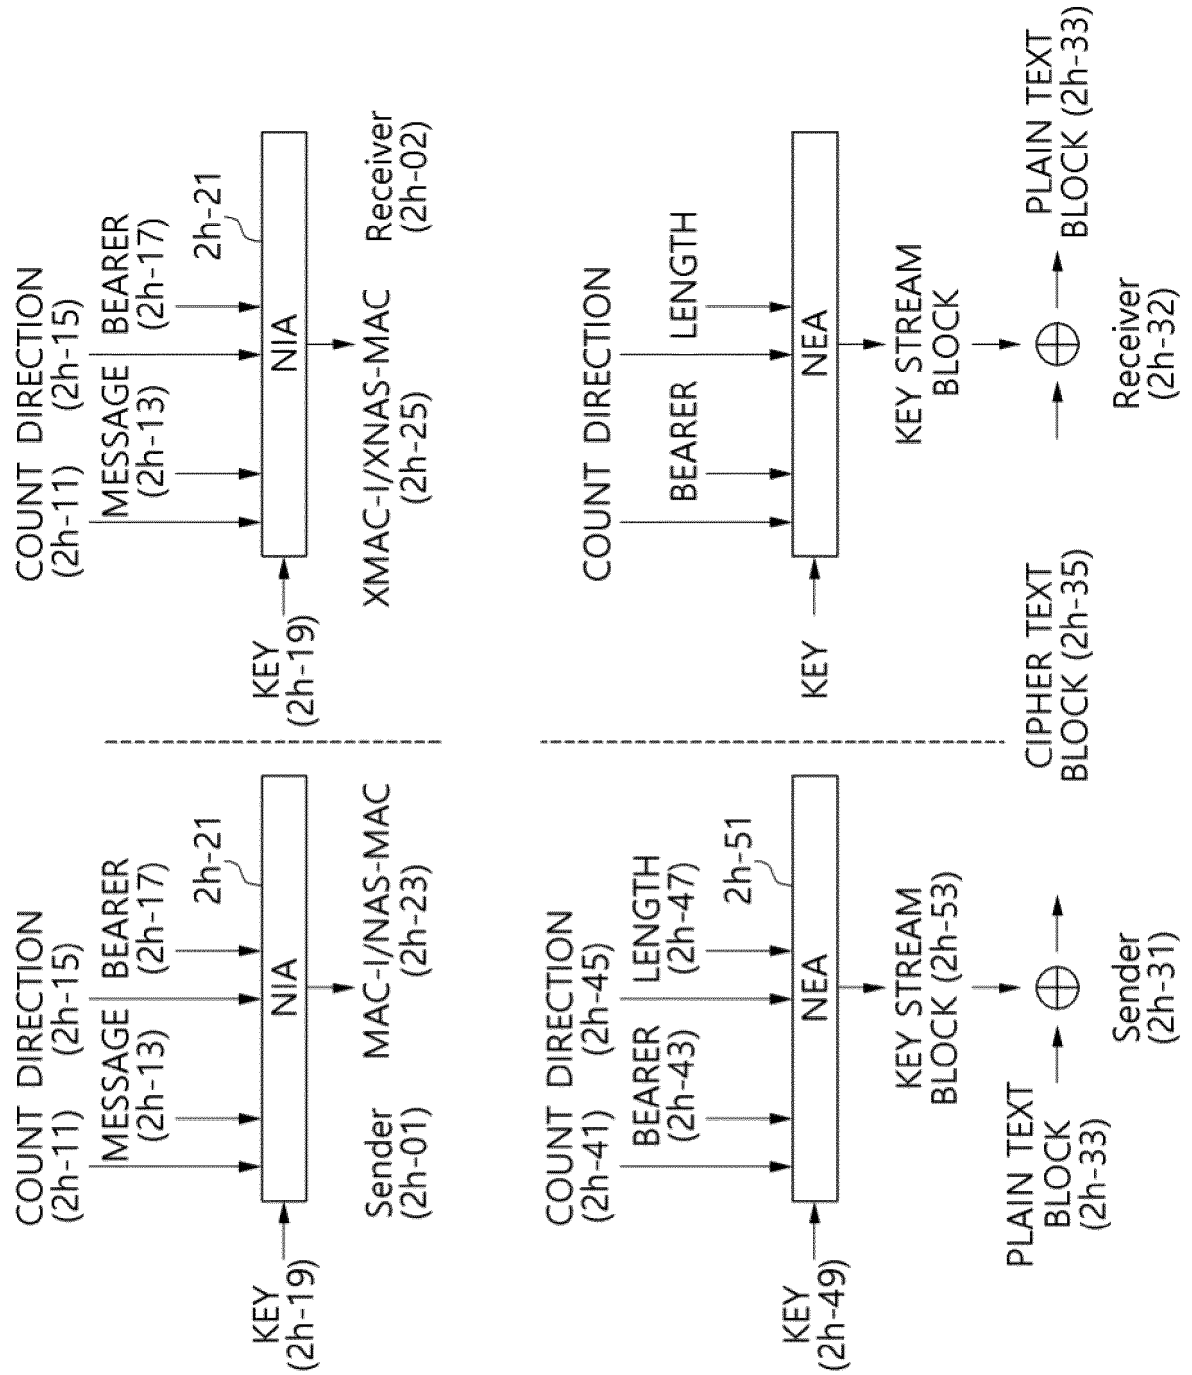 COUNT DIRECTION
(2h-11) (2h-15)
MESSAGE BEARER
(2h-13) (2h-17)
2h-21
KEY
(2h-19)
NIA
Sender
(2h-01)
MAC-I/NAS-MAC
(2h-23)
COUNT DIRECTION
(2h-11) (2h-15)
MESSAGE BEARER
(2h-13) (2h-17)
2h-21
KEY
(2h-19)
NIA
XMAC-I/XNAS-MAC
(2h-25)
Receiver
(2h-02)
COUNT DIRECTION
(2h-41) (2h-45)
BEARER LENGTH
(2h-43) (2h-47)
2h-51
KEY
(2h-49)
NEA
KEY STREAM
BLOCK (2h-53)
PLAIN TEXT
BLOCK
(2h-33)
Sender
(2h-31)
CIPHER TEXT
BLOCK (2h-35)
COUNT DIRECTION
BEARER LENGTH
KEY
NEA
KEY STREAM
BLOCK
PLAIN TEXT
BLOCK (2h-33)
Receiver
(2h-32)